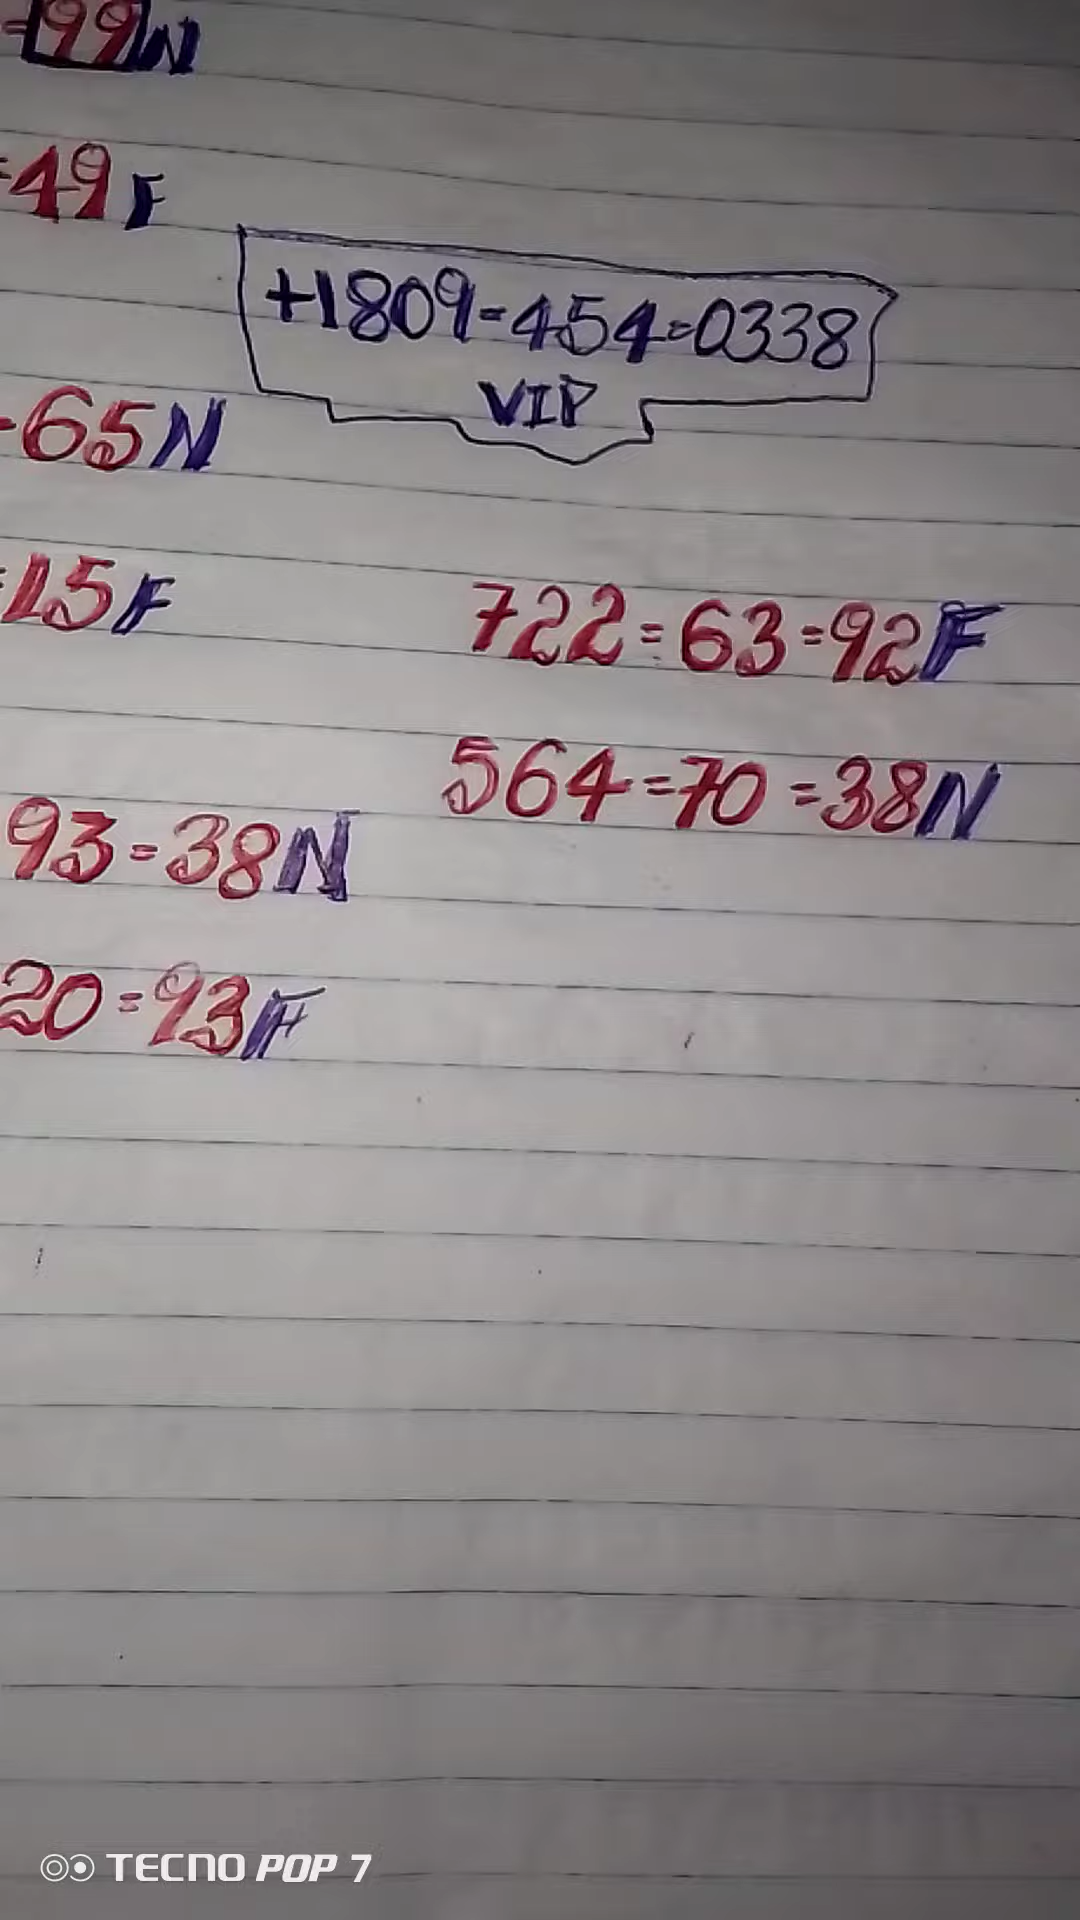 =99N
=49F
+1809=454=0338
VIP
-65N
=15F
722=63=92F
564=70=38N
93=38N
20=93F
TECNO POP 7